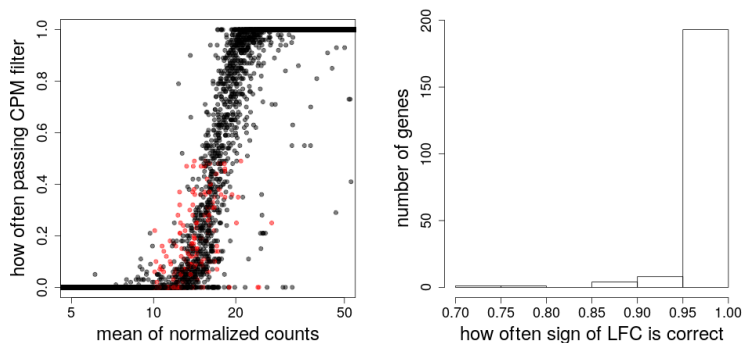 how often passing CPM filter
1.0
0.8
0.6
0.4
0.2
0.0
5 10 20 50
mean of normalized counts
number of genes
200
150
100
50
0
0.70 0.75 0.80 0.85 0.90 0.95 1.00
how often sign of LFC is correct